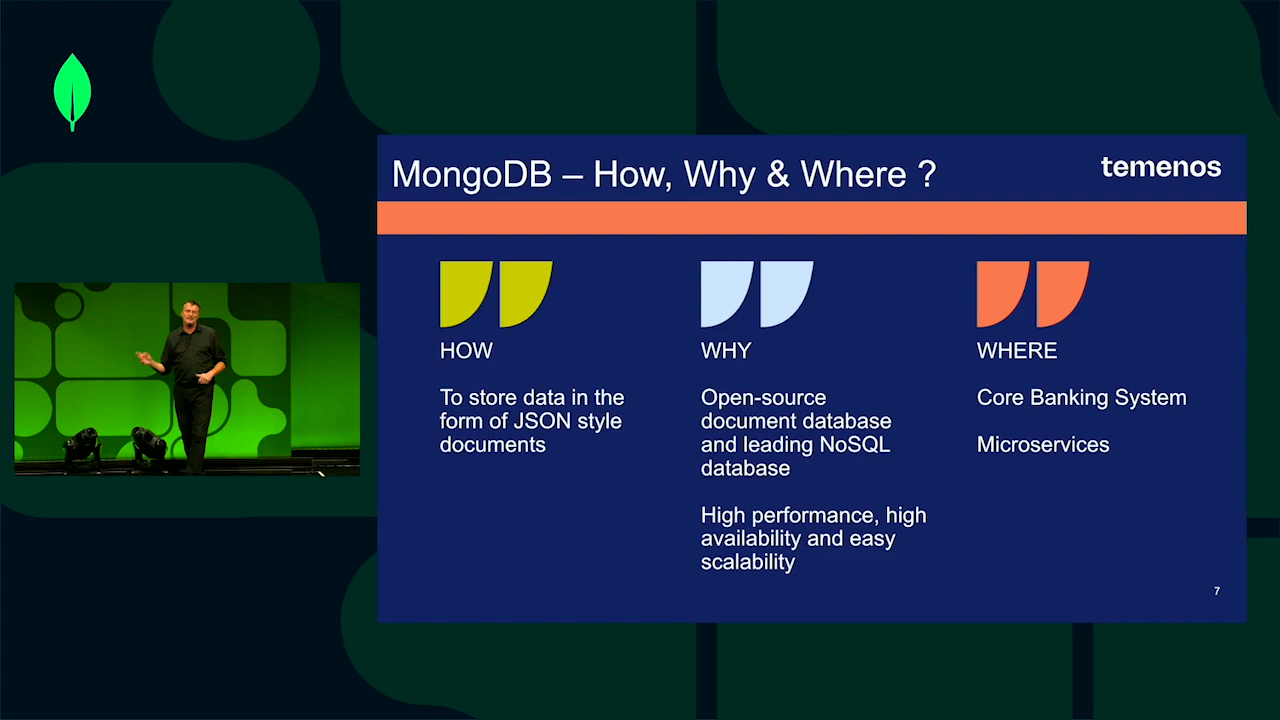 MongoDB – How, Why & Where ?
temenos
HOW
To store data in the
form of JSON style
documents
WHY
Open-source
document database
and leading NoSQL
database
High performance, high
availability and easy
scalability
WHERE
Core Banking System
Microservices
7